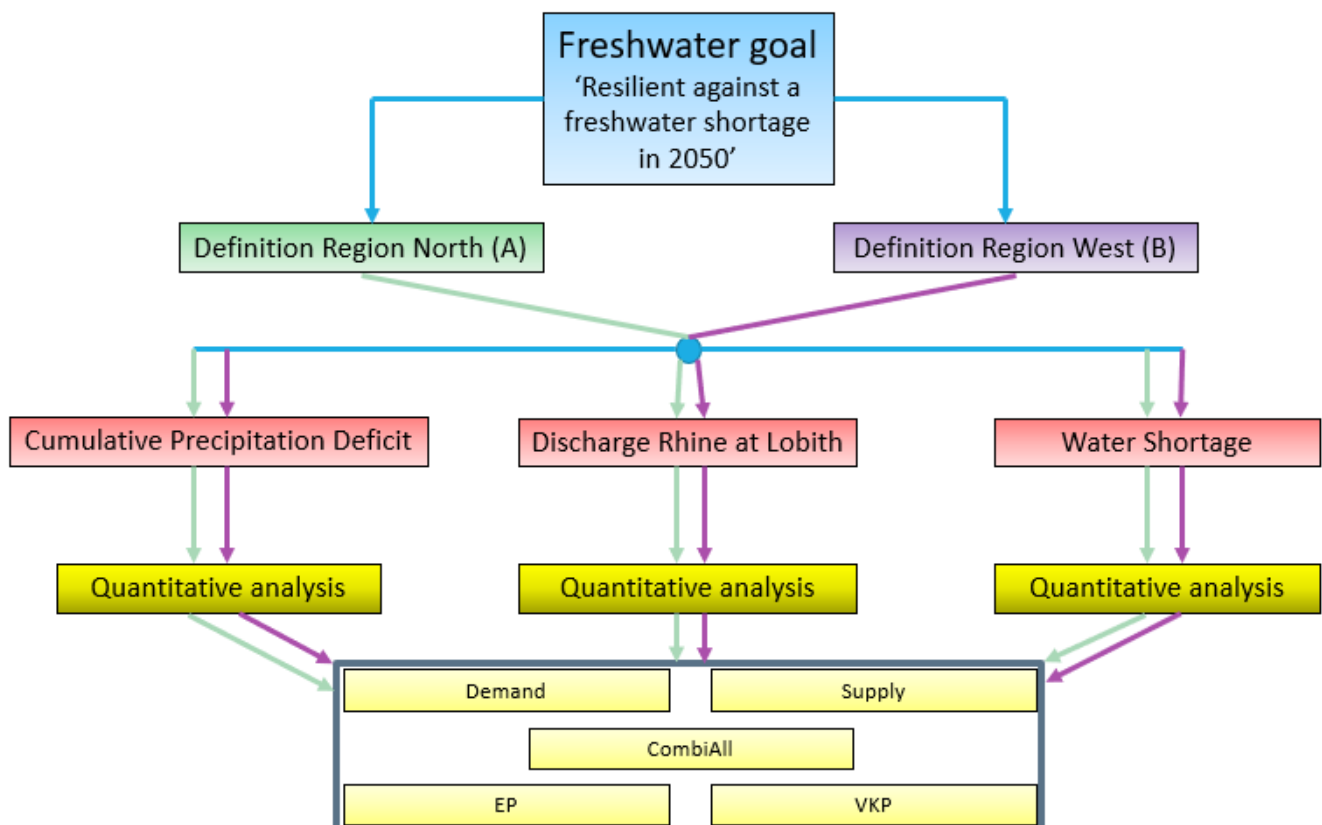 Freshwater goal
‘Resilient against a
freshwater shortage
in 2050’
Definition Region North (A)
Definition Region West (B)
Cumulative Precipitation Deficit
Discharge Rhine at Lobith
Water Shortage
Quantitative analysis
Quantitative analysis
Quantitative analysis
Demand
Supply
CombiAll
EP
VKP